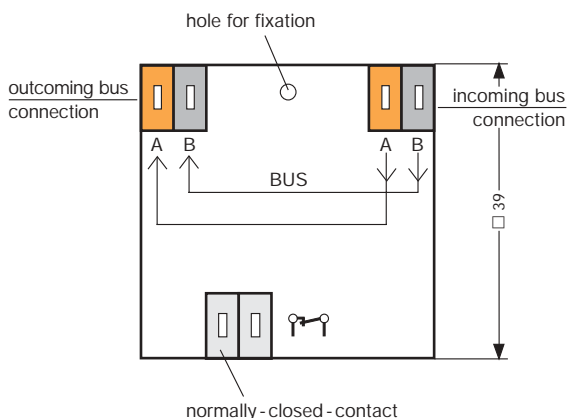 hole for fixation
outcoming bus
connection
incoming bus
connection
A B
A B
BUS
□ 39
normally-closed-contact